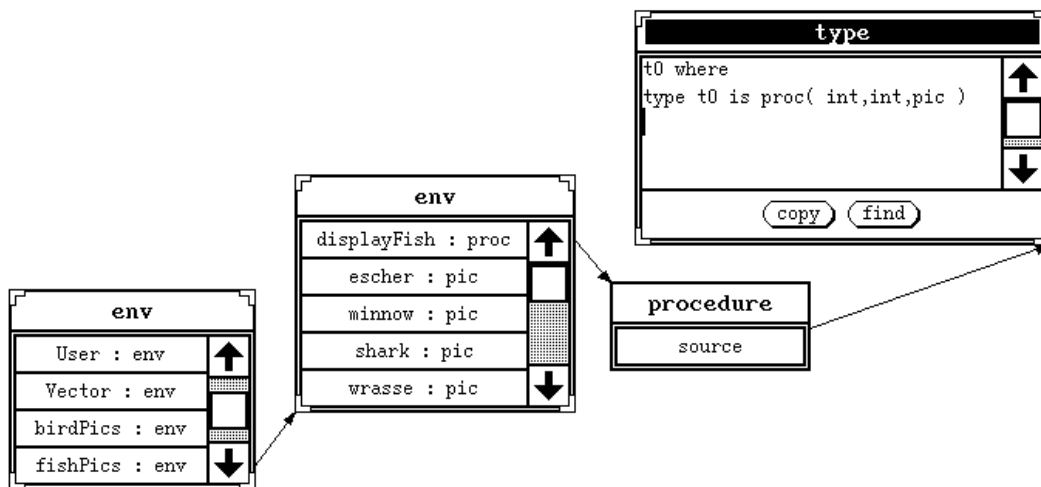 type
t0 where
type t0 is proc( int,int,pic )
copy find
env
displayFish : proc
escher : pic
minnow : pic
shark : pic
wrasse : pic
procedure
source
env
User : env
Vector : env
birdPics : env
fishPics : env